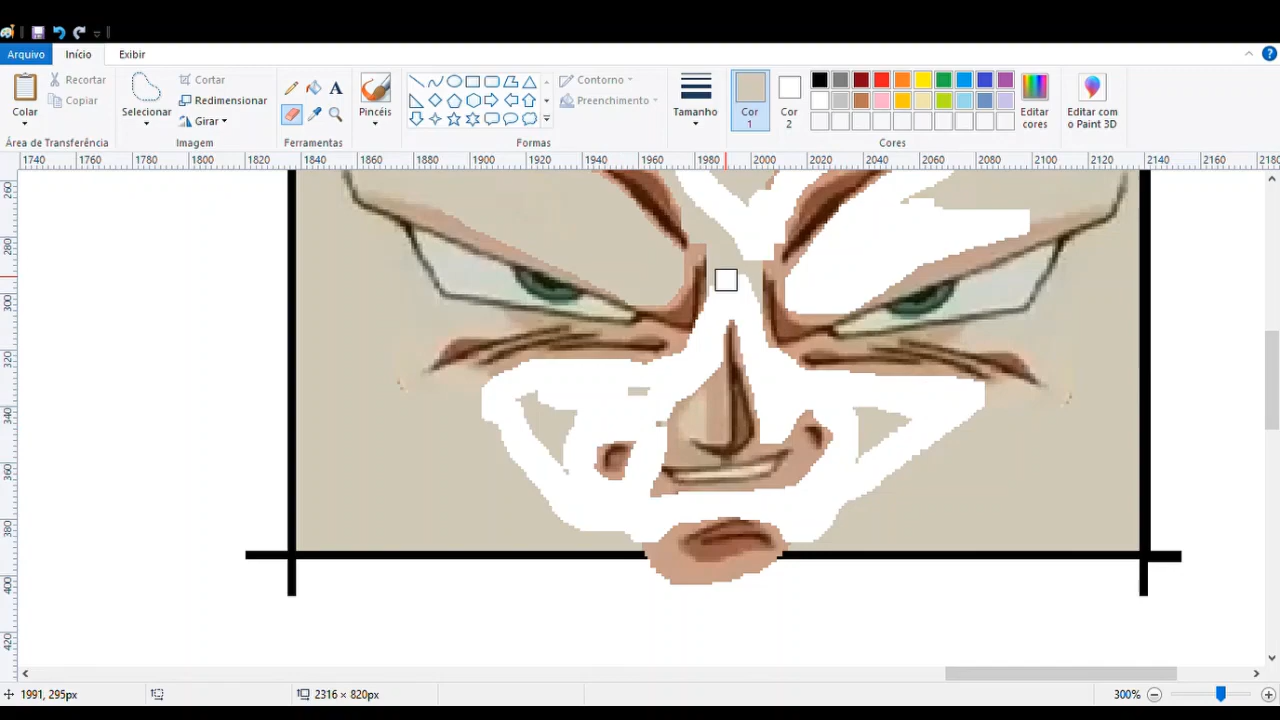 Arquivo Início Exibir
Colar
Recortar
Copiar
Área de Transferência
Selecionar
Cortar
Redimensionar
Girar
Imagem
A
Ferramentas
Pincéis
Contorno
Preenchimento
Formas
Tamanho
Cor 1
Cor 2
Editar cores
Cores
Editar com o Paint 3D
?
1740 1760 1780 1800 1820 1840 1860 1880 1900 1920 1940 1960 1980 2000 2020 2040 2060 2080 2100 2120 2140 2160 2180
260
280
300
320
340
360
380
400
420
1991, 295px
2316 × 820px
300%